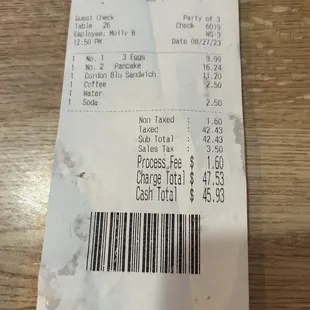 Guest Check Party of 3
Table 26 Check 6019
Employee: Molly B RS-3
12:50 PM Date 08/27/23
1 No. 1 3 Eggs 9.99
1 No. 2 Pancake 16.24
1 Gordon Blu Sandwich 11.20
1 Coffee 2.50
1 Water
1 Soda 2.50
Non Taxed : 1.60
Taxed : 42.43
Sub Total : 42.43
Sales Tax : 3.50
Process Fee $ 1.60
Charge Total $ 47.53
Cash Total $ 45.93